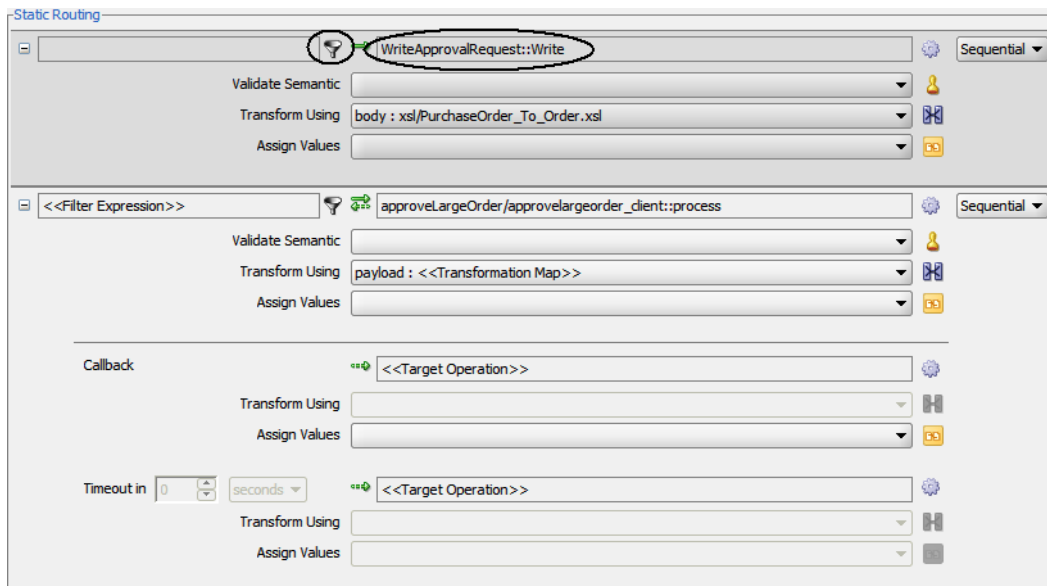 Static Routing
WriteApprovalRequest::Write Sequential
Validate Semantic
Transform Using body : xsl/PurchaseOrder_To_Order.xsl
Assign Values
<<Filter Expression>> approveLargeOrder/approvelargeorder_client::process Sequential
Validate Semantic
Transform Using payload : <<Transformation Map>>
Assign Values
Callback <<Target Operation>>
Transform Using
Assign Values
Timeout in 0 seconds <<Target Operation>>
Transform Using
Assign Values